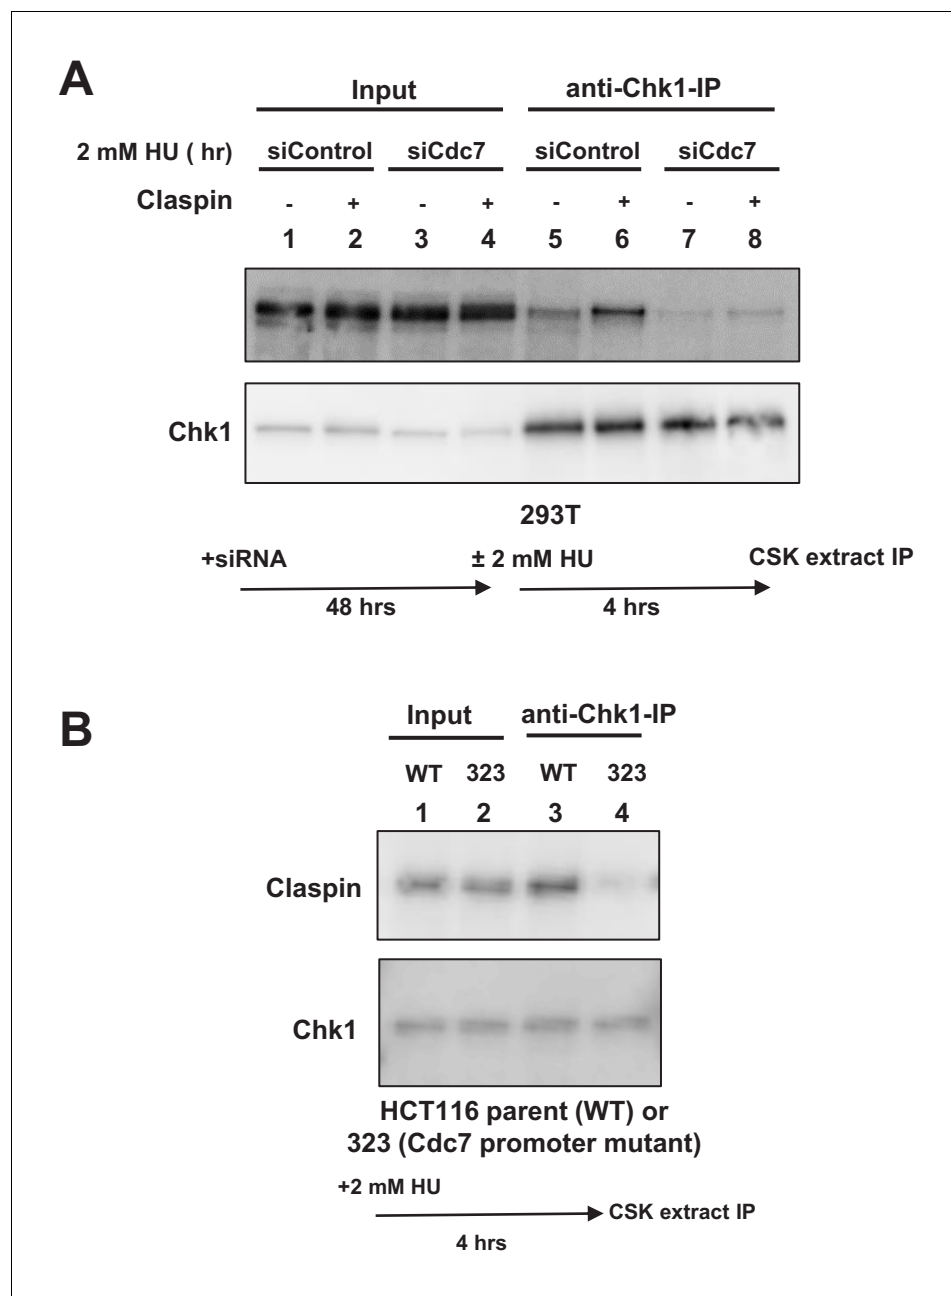 A
Input anti-Chk1-IP
2 mM HU ( hr) siControl siCdc7 siControl siCdc7
Claspin - + - + - + - +
1 2 3 4 5 6 7 8
Chk1
293T
+siRNA ± 2 mM HU CSK extract IP
48 hrs 4 hrs
B
Input anti-Chk1-IP
WT 323 WT 323
1 2 3 4
Claspin
Chk1
HCT116 parent (WT) or
323 (Cdc7 promoter mutant)
+2 mM HU
CSK extract IP
4 hrs